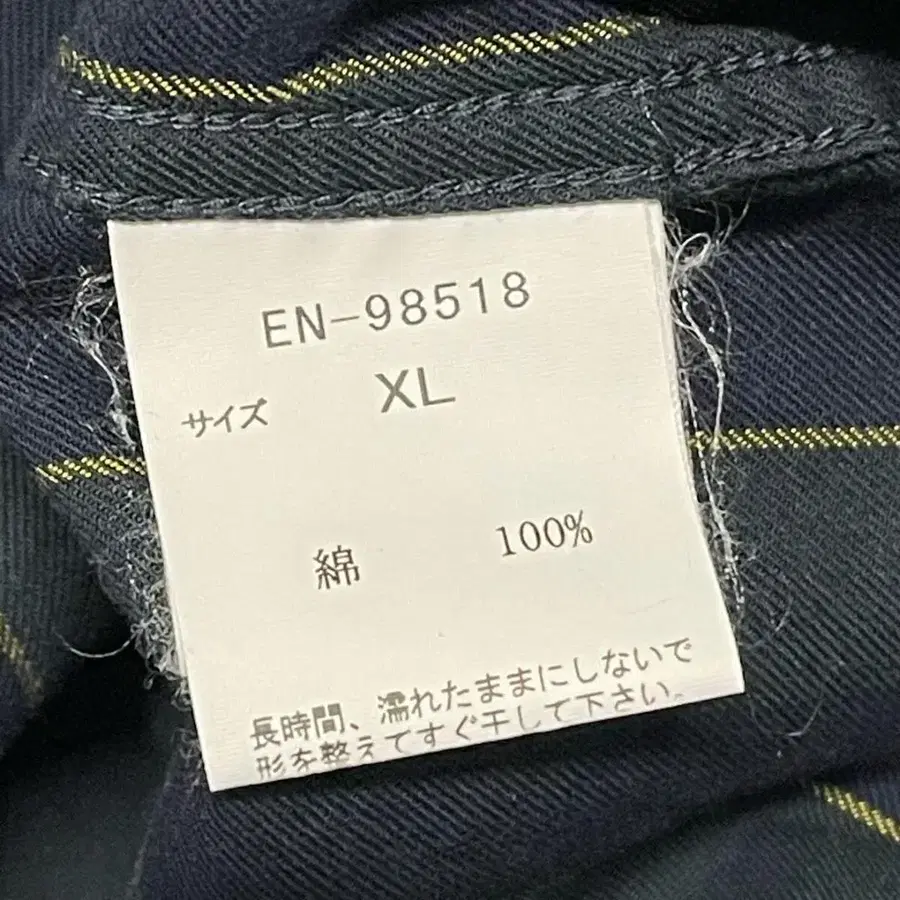 EN-98518
サイズ XL
綿 100%
長時間、濡れたままにしないで
形を整えてすぐ干して下さい。